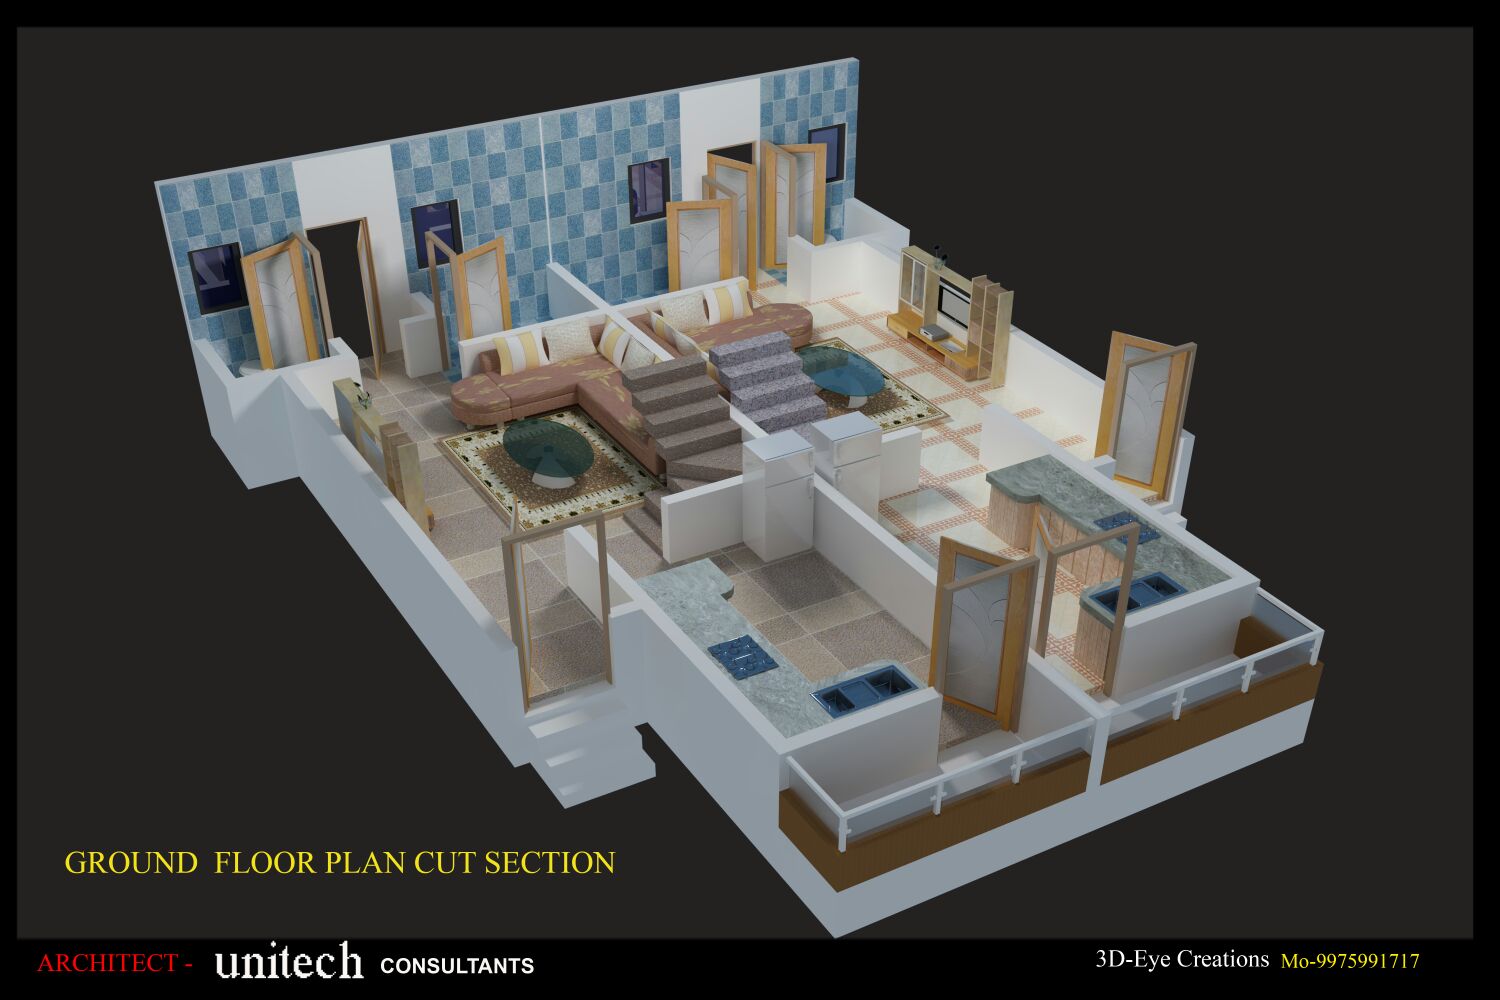 GROUND FLOOR PLAN CUT SECTION
ARCHITECT - unitech CONSULTANTS
3D-Eye Creations Mo-9975991717